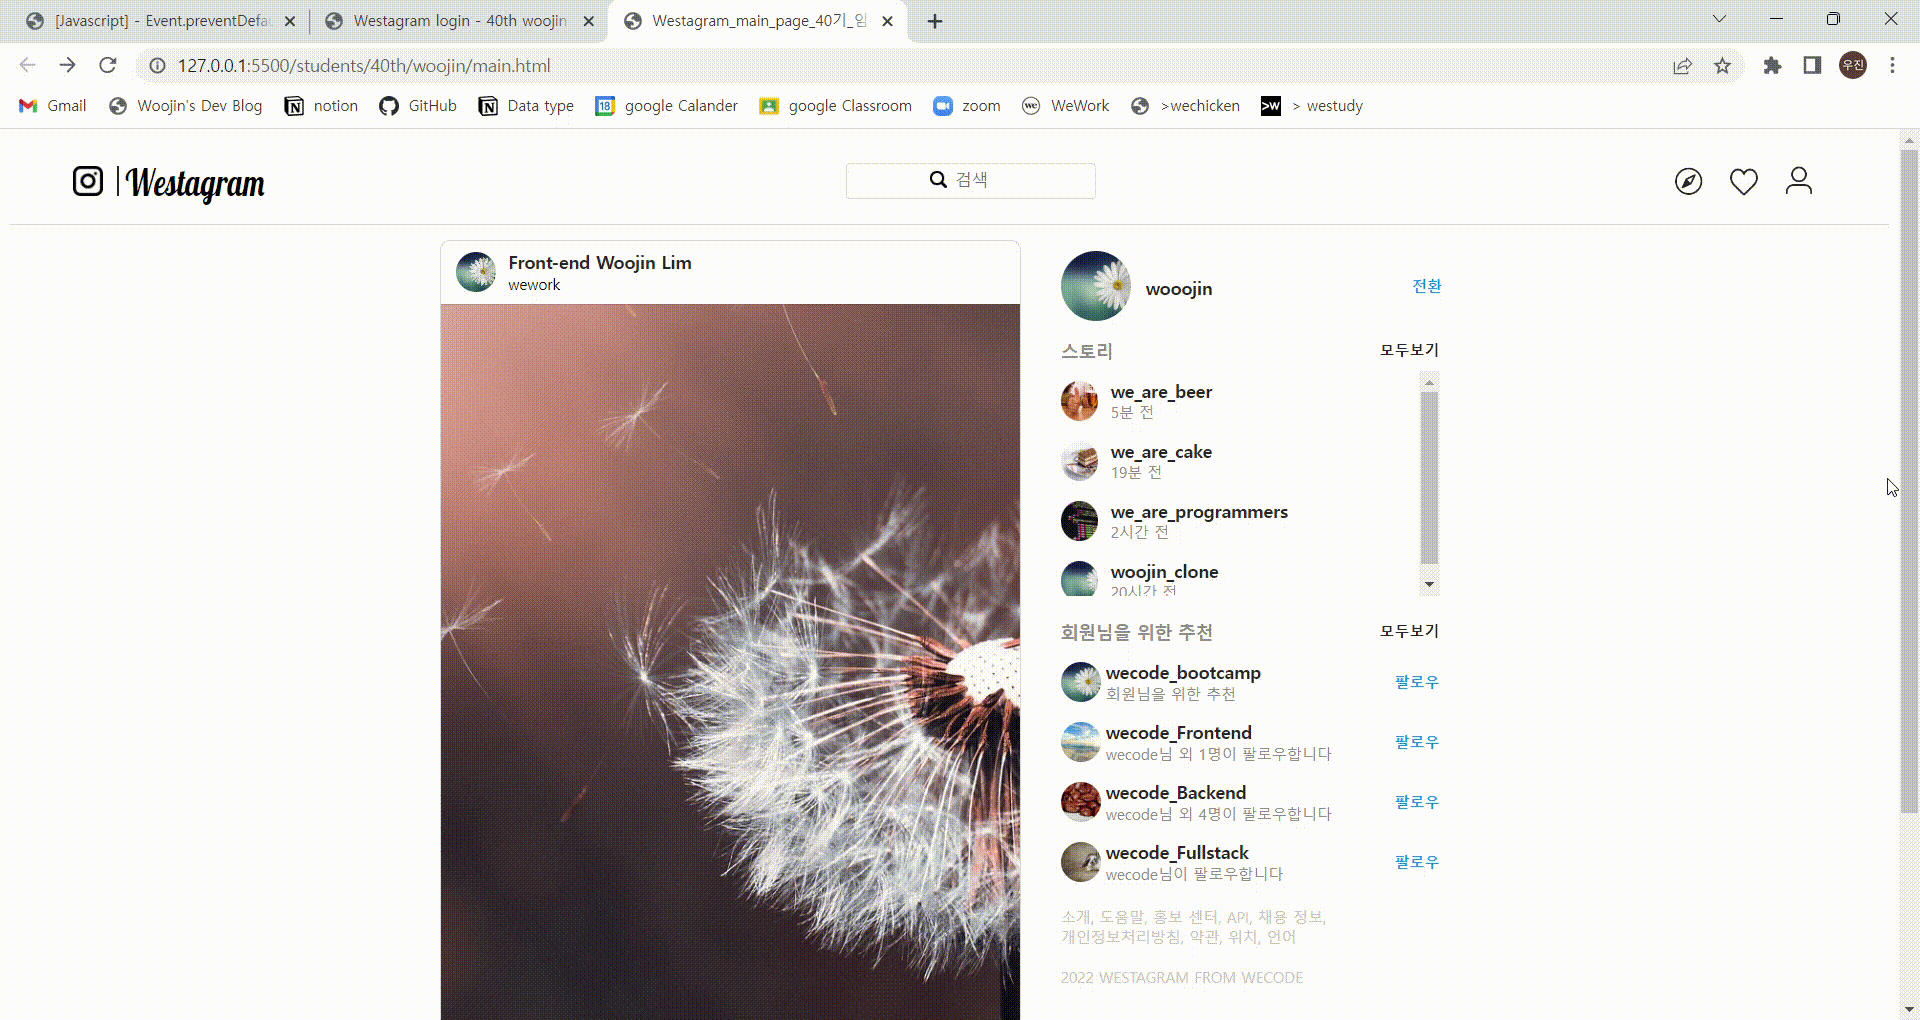 [Javascript] - Event.preventDefau
Westagram login - 40th woojin
Westagram_main_page_40기_임
127.0.0.1:5500/students/40th/woojin/main.html
우진
Gmail
Woojin's Dev Blog
notion
GitHub
Data type
18
google Calander
google Classroom
zoom
we
WeWork
>wechicken
>W
> westudy
Westagram
검색
Front-end Woojin Lim
wework
wooojin
전환
스토리
모두보기
we_are_beer
5분 전
we_are_cake
19분 전
we_are_programmers
2시간 전
woojin_clone
20시간 전
회원님을 위한 추천
모두보기
wecode_bootcamp
회원님을 위한 추천
팔로우
wecode_Frontend
wecode님 외 1명이 팔로우합니다
팔로우
wecode_Backend
wecode님 외 4명이 팔로우합니다
팔로우
wecode_Fullstack
wecode님이 팔로우합니다
팔로우
소개, 도움말, 홍보 센터, API, 채용 정보,
개인정보처리방침, 약관, 위치, 언어
2022 WESTAGRAM FROM WECODE